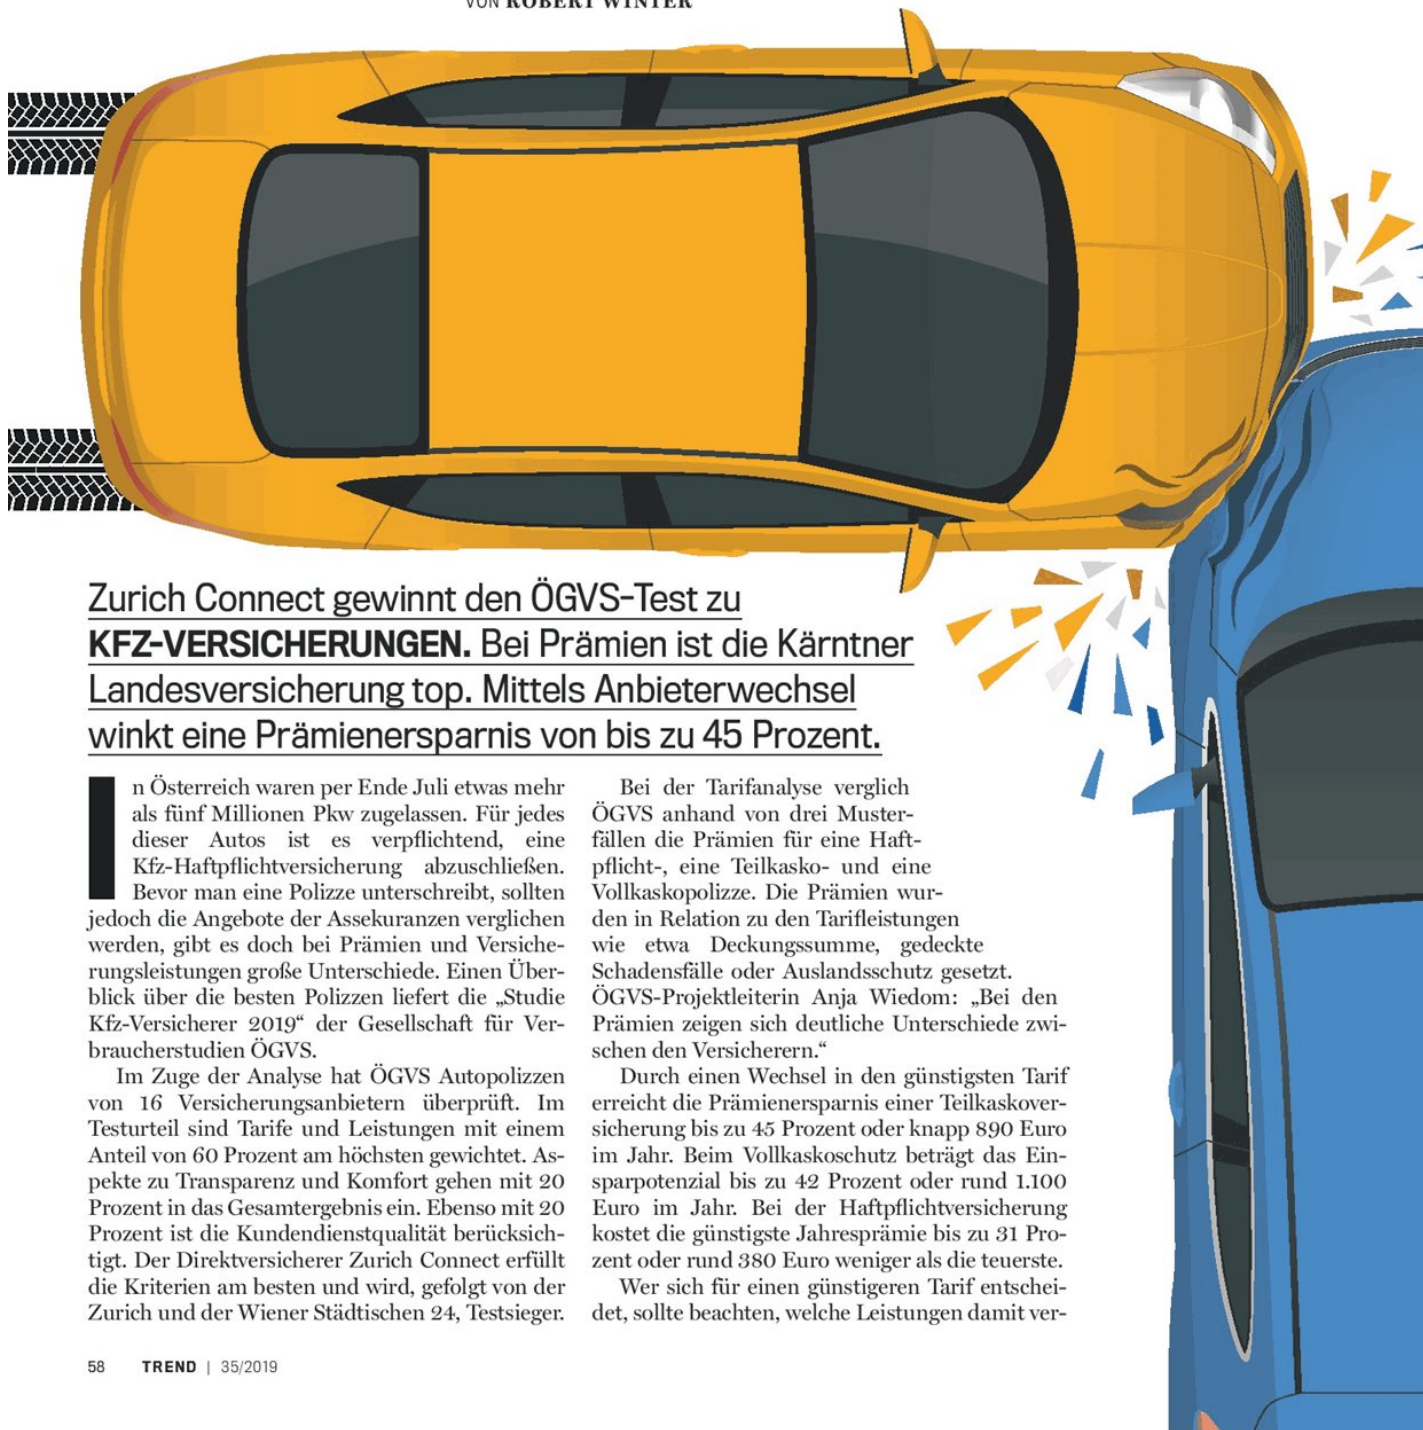 VON ROBERT WINTER
Zurich Connect gewinnt den ÖGVS-Test zu
KFZ-VERSICHERUNGEN. Bei Prämien ist die Kärntner
Landesversicherung top. Mittels Anbieterwechsel
winkt eine Prämienersparnis von bis zu 45 Prozent.
In Österreich waren per Ende Juli etwas mehr
als fünf Millionen Pkw zugelassen. Für jedes
dieser Autos ist es verpflichtend, eine
Kfz-Haftpflichtversicherung abzuschließen.
Bevor man eine Polizze unterschreibt, sollten
jedoch die Angebote der Assekuranzen verglichen
werden, gibt es doch bei Prämien und Versiche-
rungsleistungen große Unterschiede. Einen Über-
blick über die besten Polizzen liefert die „Studie
Kfz-Versicherer 2019“ der Gesellschaft für Ver-
braucherstudien ÖGVS.
Im Zuge der Analyse hat ÖGVS Autopolizzen
von 16 Versicherungsanbietern überprüft. Im
Testurteil sind Tarife und Leistungen mit einem
Anteil von 60 Prozent am höchsten gewichtet. As-
pekte zu Transparenz und Komfort gehen mit 20
Prozent in das Gesamtergebnis ein. Ebenso mit 20
Prozent ist die Kundendienstqualität berücksich-
tigt. Der Direktversicherer Zurich Connect erfüllt
die Kriterien am besten und wird, gefolgt von der
Zurich und der Wiener Städtischen 24, Testsieger.
Bei der Tarifanalyse verglich
ÖGVS anhand von drei Muster-
fällen die Prämien für eine Haft-
pflicht-, eine Teilkasko- und eine
Vollkaskopolizze. Die Prämien wur-
den in Relation zu den Tarifleistungen
wie etwa Deckungssumme, gedeckte
Schadensfälle oder Auslandsschutz gesetzt.
ÖGVS-Projektleiterin Anja Wiedom: „Bei den
Prämien zeigen sich deutliche Unterschiede zwi-
schen den Versicherern.“
Durch einen Wechsel in den günstigsten Tarif
erreicht die Prämienersparnis einer Teilkaskover-
sicherung bis zu 45 Prozent oder knapp 890 Euro
im Jahr. Beim Vollkaskoschutz beträgt das Ein-
sparpotenzial bis zu 42 Prozent oder rund 1.100
Euro im Jahr. Bei der Haftpflichtversicherung
kostet die günstigste Jahresprämie bis zu 31 Pro-
zent oder rund 380 Euro weniger als die teuerste.
Wer sich für einen günstigeren Tarif entschei-
det, sollte beachten, welche Leistungen damit ver-
58 TREND | 35/2019